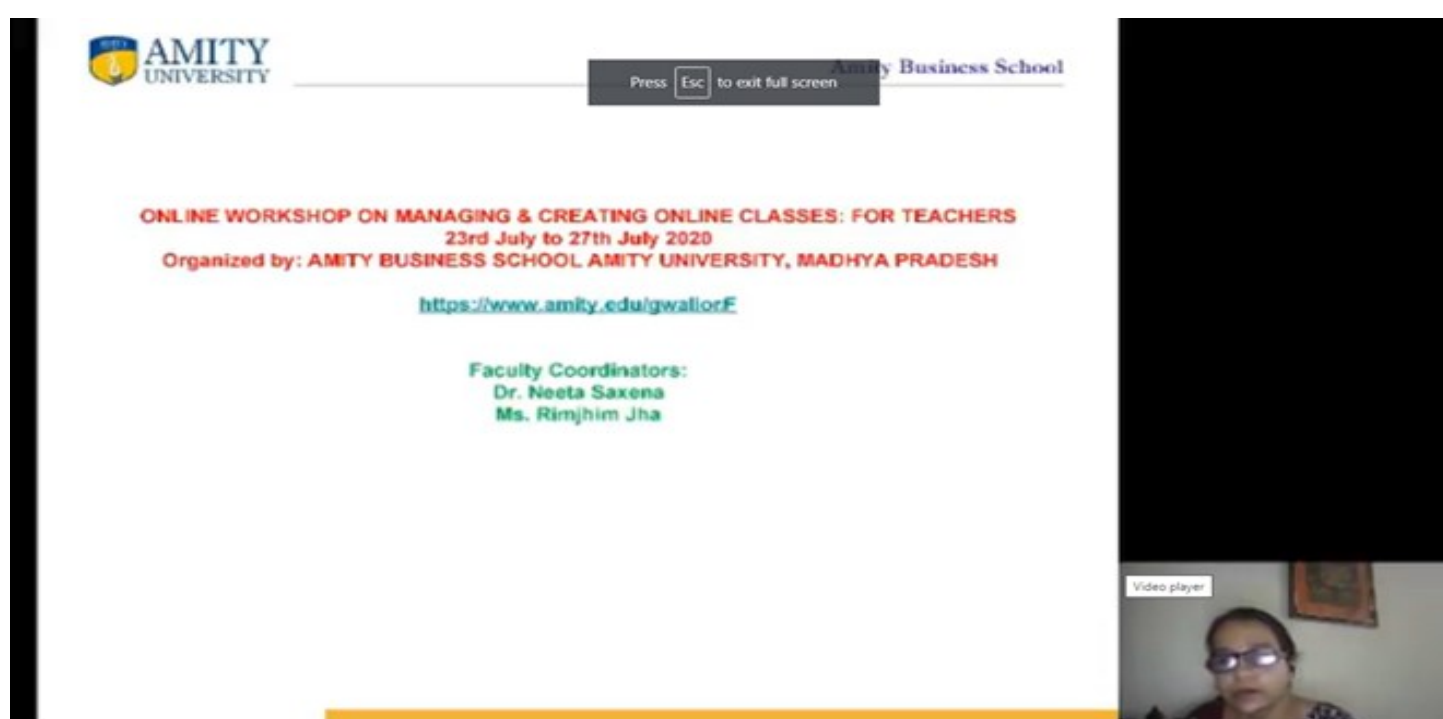 AMITY
UNIVERSITY
Amity Business School
Press Esc to exit full screen
ONLINE WORKSHOP ON MANAGING & CREATING ONLINE CLASSES: FOR TEACHERS
23rd July to 27th July 2020
Organized by: AMITY BUSINESS SCHOOL AMITY UNIVERSITY, MADHYA PRADESH
https://www.amity.edu/gwalior/F
Faculty Coordinators:
Dr. Neeta Saxena
Ms. Rimjhim Jha
Video player